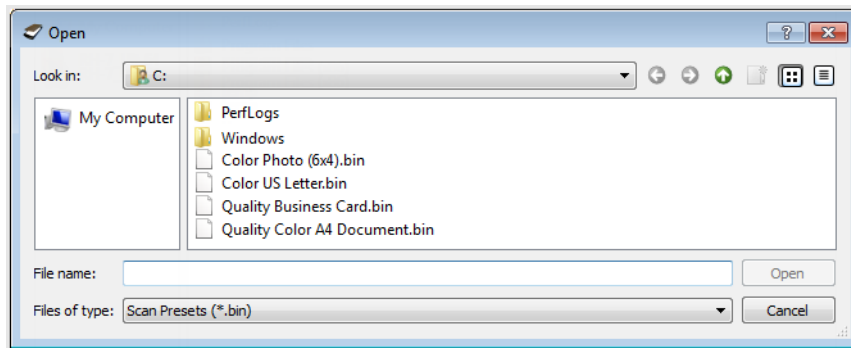 Open
Look in: C:
My Computer
PerfLogs
Windows
Color Photo (6x4).bin
Color US Letter.bin
Quality Business Card.bin
Quality Color A4 Document.bin
File name: Open
Files of type: Scan Presets (*.bin) Cancel